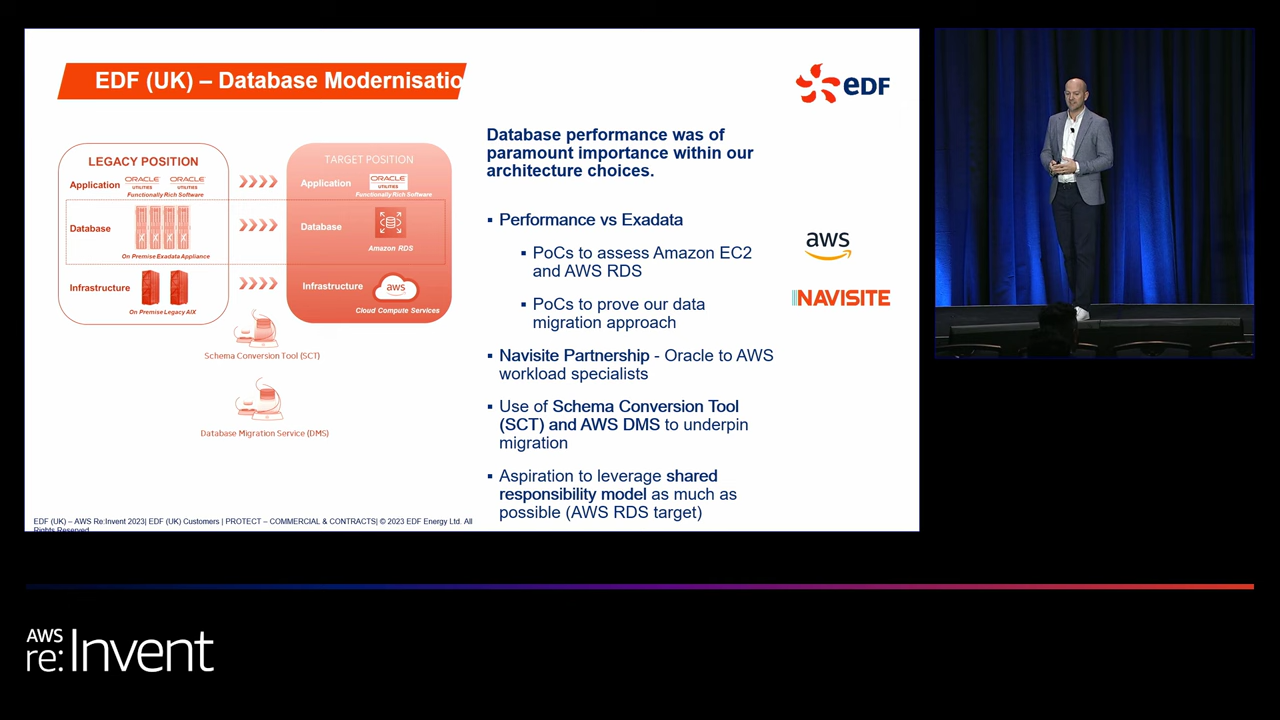 EDF (UK) – Database Modernisatio
edF
LEGACY POSITION
Application
ORACLE
UTILITIES
ORACLE
UTILITIES
Functionally Rich Software
Database
On Premise Exadata Appliance
Infrastructure
On Premise Legacy AIX
TARGET POSITION
Application
ORACLE
UTILITIES
Functionally Rich Software
Database
Amazon RDS
Infrastructure
aws
Cloud Compute Services
Schema Conversion Tool (SCT)
Database Migration Service (DMS)
Database performance was of
paramount importance within our
architecture choices.
▪ Performance vs Exadata
▪ PoCs to assess Amazon EC2
and AWS RDS
▪ PoCs to prove our data
migration approach
▪ Navisite Partnership - Oracle to AWS
workload specialists
▪ Use of Schema Conversion Tool
(SCT) and AWS DMS to underpin
migration
▪ Aspiration to leverage shared
responsibility model as much as
possible (AWS RDS target)
aws
NAVISITE
EDF (UK) – AWS Re:Invent 2023| EDF (UK) Customers | PROTECT – COMMERCIAL & CONTRACTS| © 2023 EDF Energy Ltd. All
Rights Reserved
AWS
re:Invent